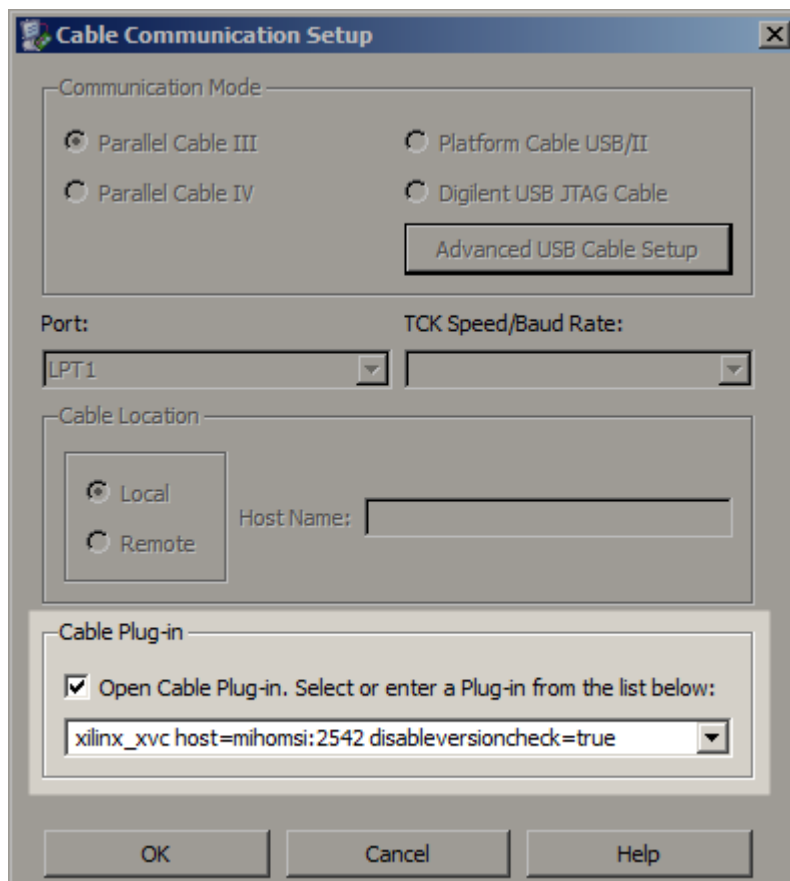 Cable Communication Setup
Communication Mode
Parallel Cable III
Platform Cable USB/II
Parallel Cable IV
Digilent USB JTAG Cable
Advanced USB Cable Setup
Port:
TCK Speed/Baud Rate:
LPT1
Cable Location
Local
Host Name:
Remote
Cable Plug-in
Open Cable Plug-in. Select or enter a Plug-in from the list below:
xilinx_xvc host=mihomsi:2542 disableversioncheck=true
OK
Cancel
Help